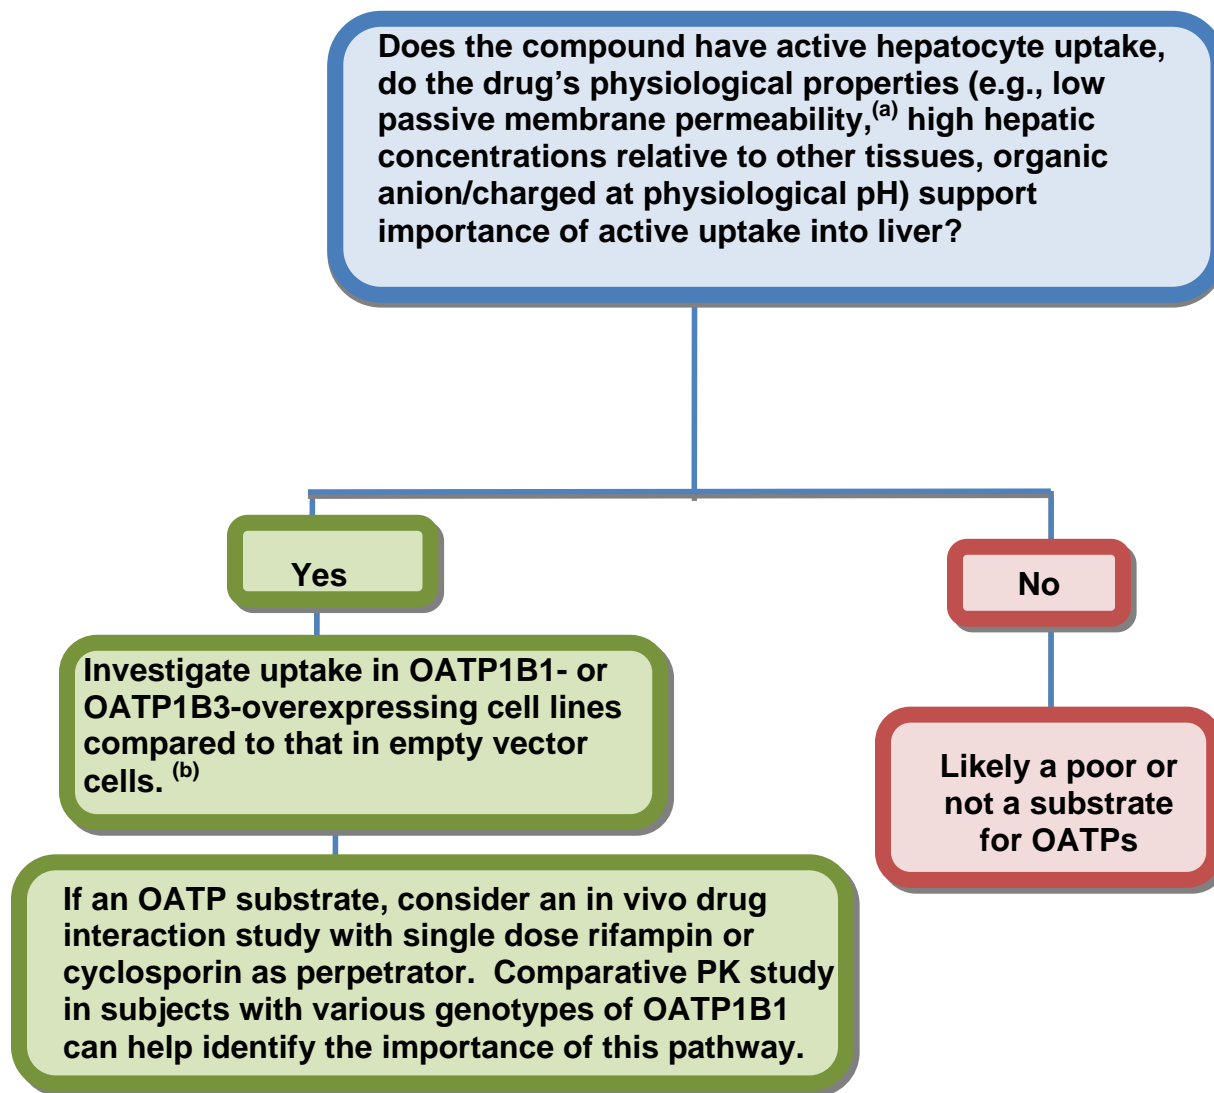 Does the compound have active hepatocyte uptake,
do the drug's physiological properties (e.g., low
passive membrane permeability,(a) high hepatic
concentrations relative to other tissues, organic
anion/charged at physiological pH) support
importance of active uptake into liver?
Yes
No
Investigate uptake in OATP1B1- or
OATP1B3-overexpressing cell lines
compared to that in empty vector
cells. (b)
Likely a poor or
not a substrate
for OATPs
If an OATP substrate, consider an in vivo drug
interaction study with single dose rifampin or
cyclosporin as perpetrator.  Comparative PK study
in subjects with various genotypes of OATP1B1
can help identify the importance of this pathway.